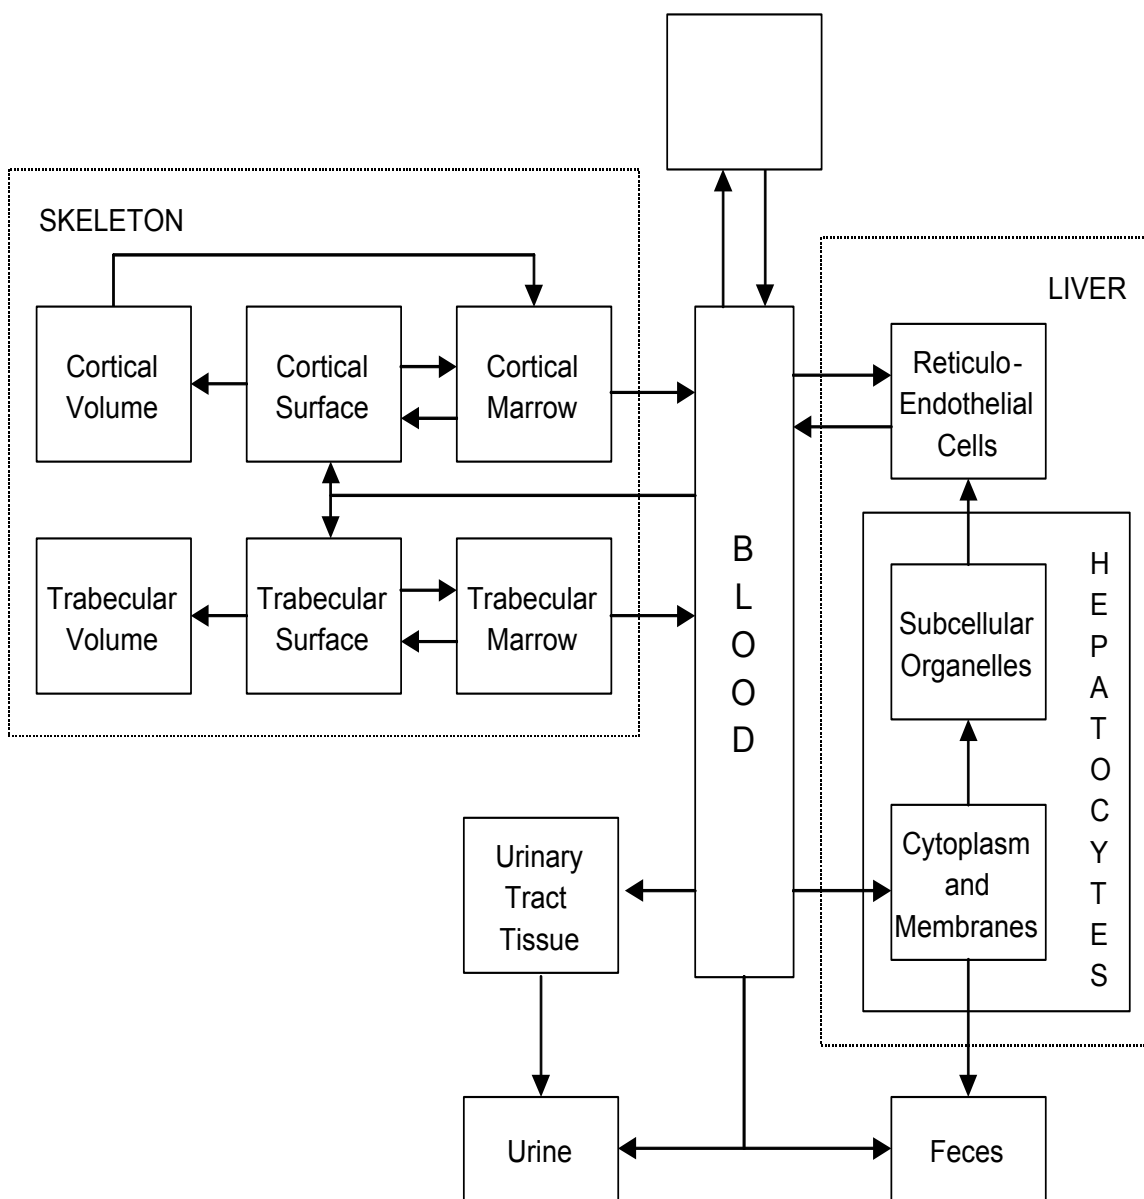 SKELETON
LIVER
Cortical
Volume
Cortical
Surface
Cortical
Marrow
Reticulo-
Endothelial
Cells
Trabecular
Volume
Trabecular
Surface
Trabecular
Marrow
B
L
O
O
D
Subcellular
Organelles
H
E
P
A
T
O
C
Y
T
E
S
Urinary
Tract
Tissue
Cytoplasm
and
Membranes
Urine
Feces